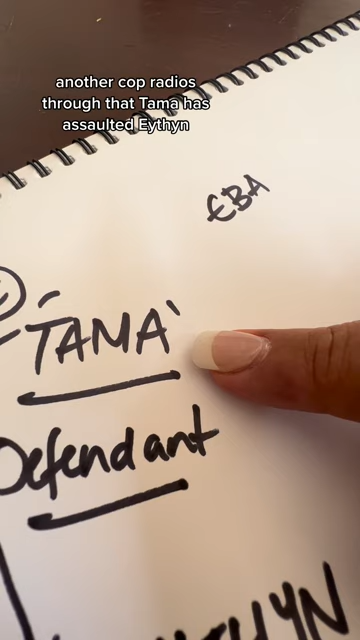 another cop radios
through that Tama has
assaulted Eythyn
EBA
'TAMA'
Defendant